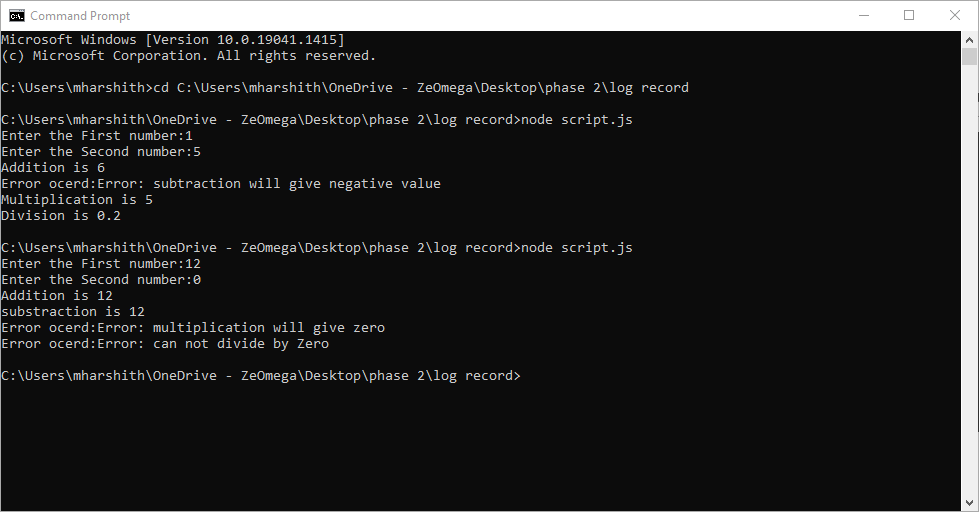 Command Prompt
Microsoft Windows [Version 10.0.19041.1415]
(c) Microsoft Corporation. All rights reserved.
C:\Users\mharshith>cd C:\Users\mharshith\OneDrive - ZeOmega\Desktop\phase 2\log record
C:\Users\mharshith\OneDrive - ZeOmega\Desktop\phase 2\log record>node script.js
Enter the First number:1
Enter the Second number:5
Addition is 6
Error ocerd:Error: subtraction will give negative value
Multiplication is 5
Division is 0.2
C:\Users\mharshith\OneDrive - ZeOmega\Desktop\phase 2\log record>node script.js
Enter the First number:12
Enter the Second number:0
Addition is 12
substraction is 12
Error ocerd:Error: multiplication will give zero
Error ocerd:Error: can not divide by Zero
C:\Users\mharshith\OneDrive - ZeOmega\Desktop\phase 2\log record>